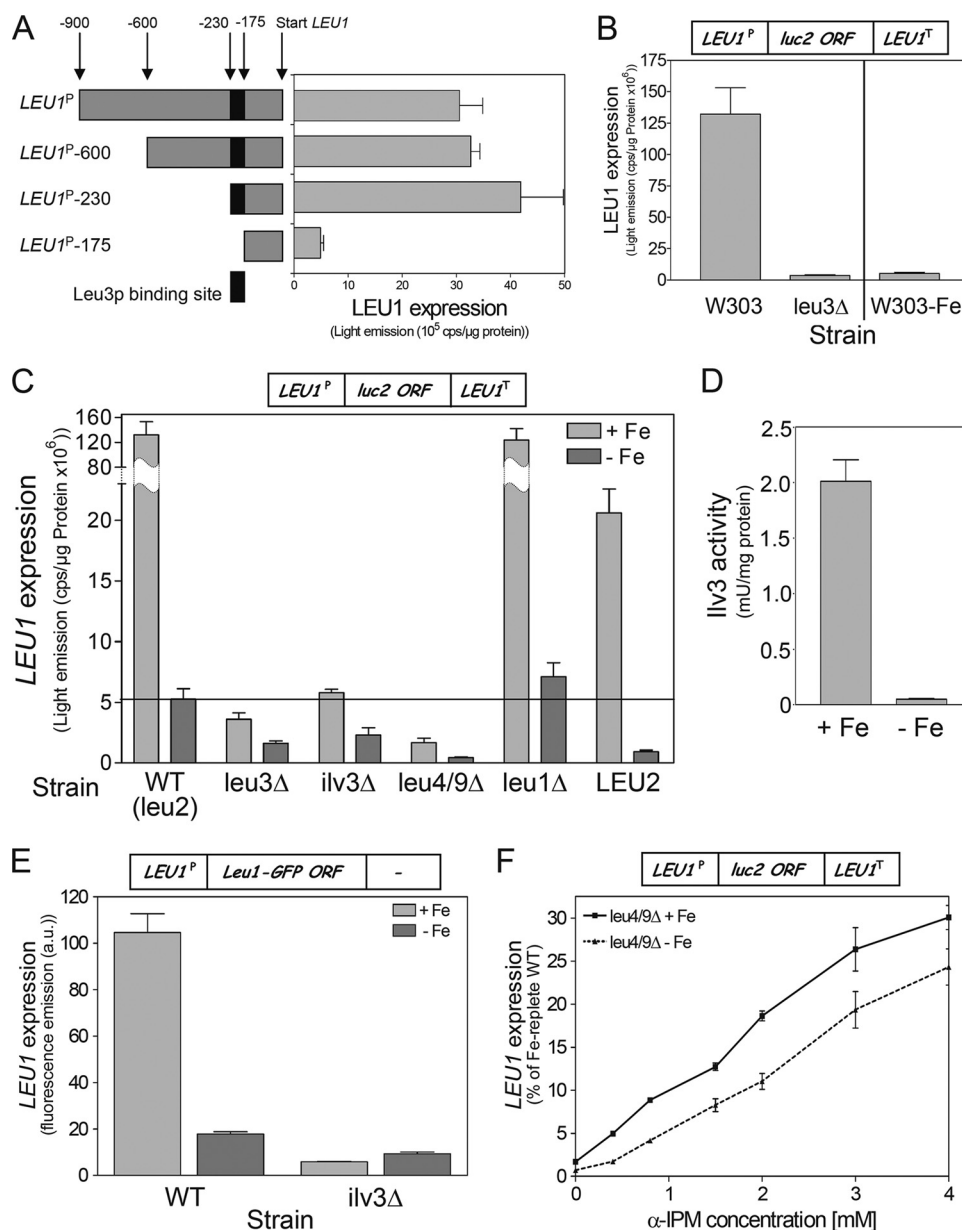 A
-900
-600
-230
-175
Start LEU1
LEU1ᴾ
LEU1ᴾ-600
LEU1ᴾ-230
LEU1ᴾ-175
Leu3p binding site
0 10 20 30 40 50
LEU1 expression
(Light emission (10⁵ cps/µg protein))
B
LEU1ᴾ luc2 ORF LEU1ᵀ
LEU1 expression
(Light emission (cps/µg Protein x10⁶))
150
125
100
75
50
25
0
W303 leu3Δ W303-Fe
Strain
C
LEU1ᴾ luc2 ORF LEU1ᵀ
LEU1 expression
(Light emission (cps/µg Protein x10⁶))
160
120
80
20
15
10
5
0
+ Fe
- Fe
Strain
WT (leu2) leu3Δ ilv3Δ leu4/9Δ leu1Δ LEU2
D
Ilv3 activity
(mU/mg protein)
2.5
2.0
1.5
1.0
0.5
0
+ Fe - Fe
E
LEU1ᴾ Leu1-GFP ORF -
LEU1 expression
(fluorescence emission (a.u.))
120
100
80
60
40
20
0
+ Fe
- Fe
WT ilv3Δ
Strain
F
LEU1ᴾ luc2 ORF LEU1ᵀ
LEU1 expression
(% of Fe-replete WT)
30
25
20
15
10
5
0
leu4/9Δ + Fe
leu4/9Δ - Fe
0 1 2 3 4
α-IPM concentration [mM]